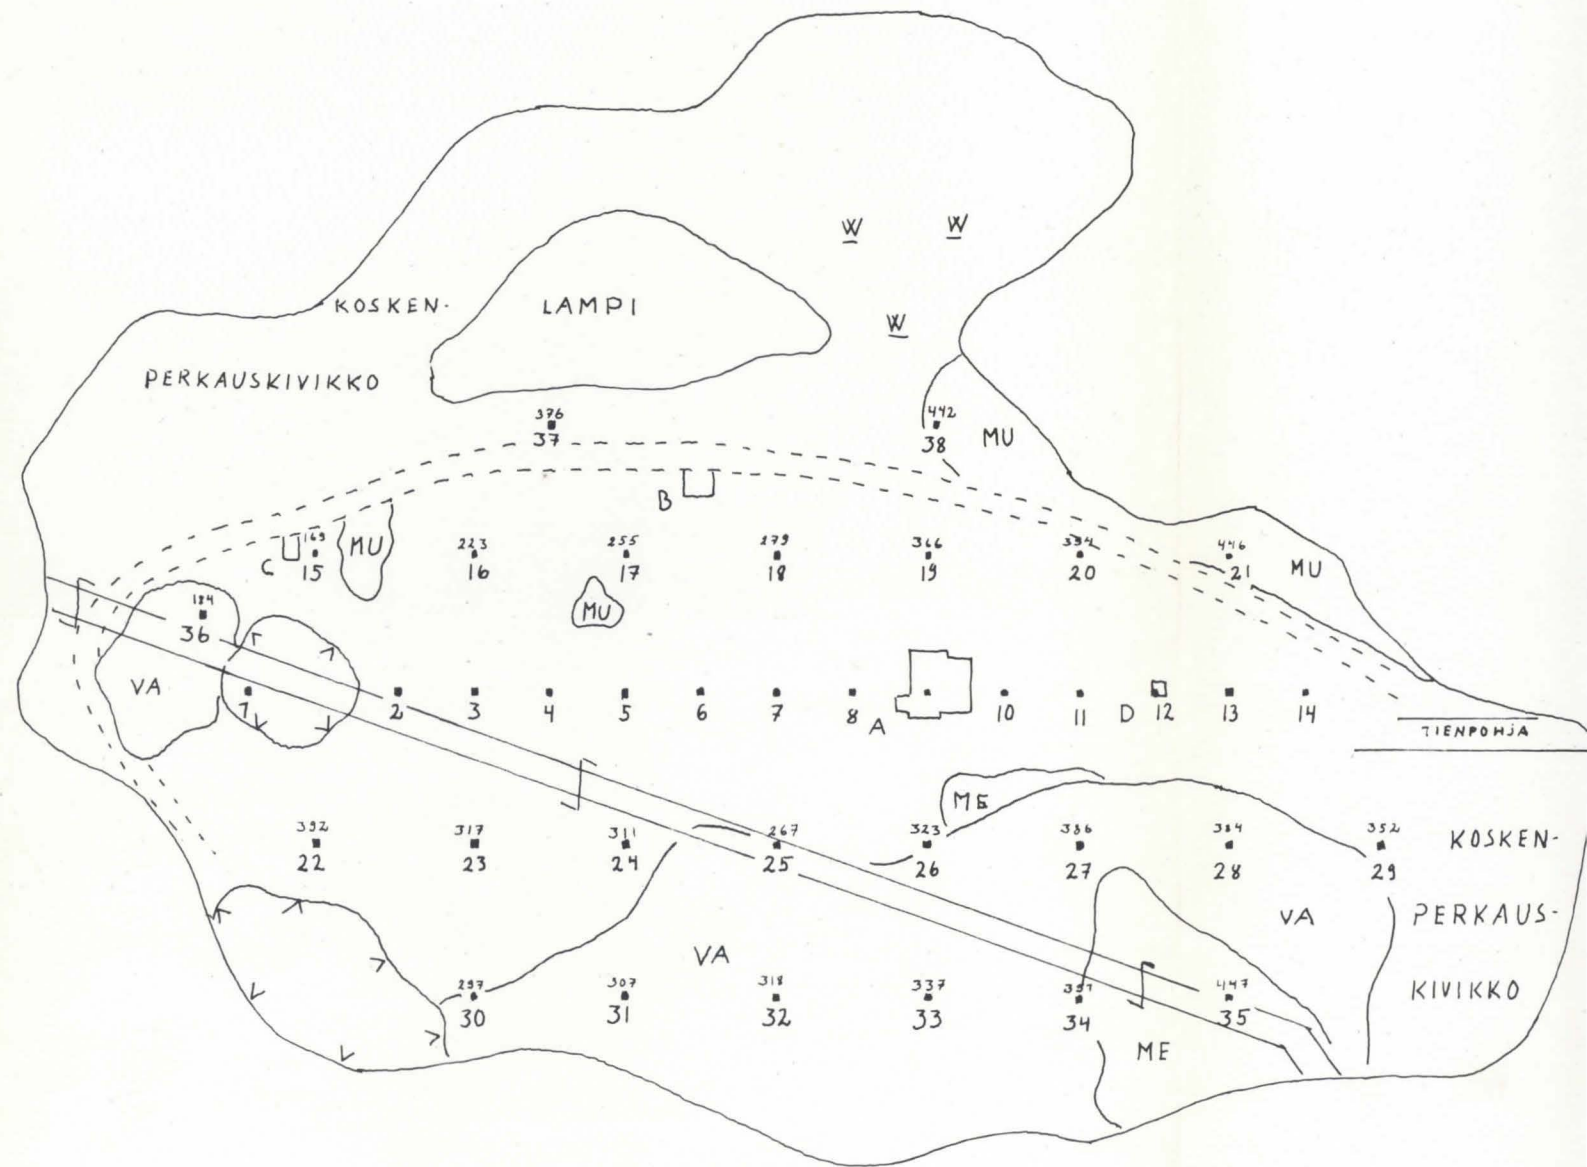 W W
KOSKEN- LAMPI
W
PERKAUSKIVIKKO
376 442
37 38 MU
B
169 MU 223 255 279 366 394 446
C 15 16 17 18 19 20 21 MU
184
36 MU
VA
1 2 3 4 5 6 7 8 A 10 11 D 12 13 14
TIENPOHJA
ME
392 317 311 267 323 386 384 352 KOSKEN-
22 23 24 25 26 27 28 29
VA PERKAUS-
VA
297 307 318 337 447 KIVIKKO
30 31 32 33 34 35
ME